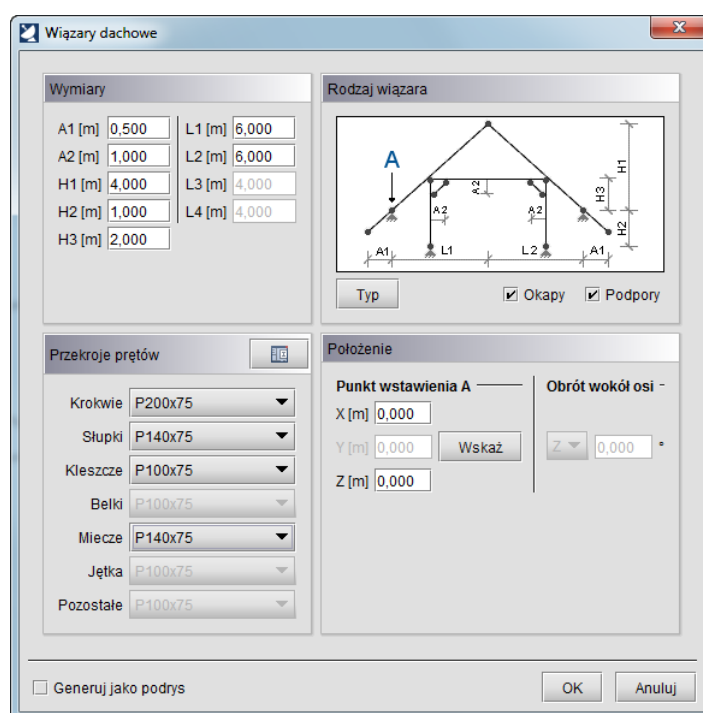 Wiązary dachowe
Wymiary
A1 [m] 0,500 L1 [m] 6,000
A2 [m] 1,000 L2 [m] 6,000
H1 [m] 4,000 L3 [m] 4,000
H2 [m] 1,000 L4 [m] 4,000
H3 [m] 2,000
Rodzaj wiązara
A
H1
A2
H3
A2 A2
H2
A1 L1 L2 A1
Typ Okapy Podpory
Przekroje prętów
Krokwie P200x75
Słupki P140x75
Kleszcze P100x75
Belki P100x75
Miecze P140x75
Jętka P100x75
Pozostałe P100x75
Położenie
Punkt wstawienia A Obrót wokół osi
X [m] 0,000
Y [m] 0,000 Wskaż Z 0,000 °
Z [m] 0,000
Generuj jako podrys OK Anuluj